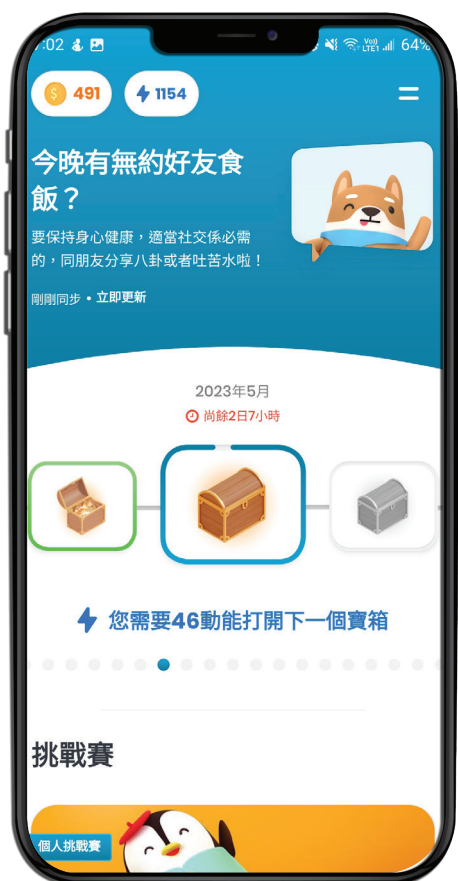 :02
Vo))
LTE1
64%
491
1154
今晚有無約好友食
飯？
要保持身心健康，適當社交係必需
的，同朋友分享八卦或者吐苦水啦！
剛剛同步 • 立即更新
2023年5月
尚餘2日7小時
您需要46動能打開下一個寶箱
挑戰賽
個人挑戰賽